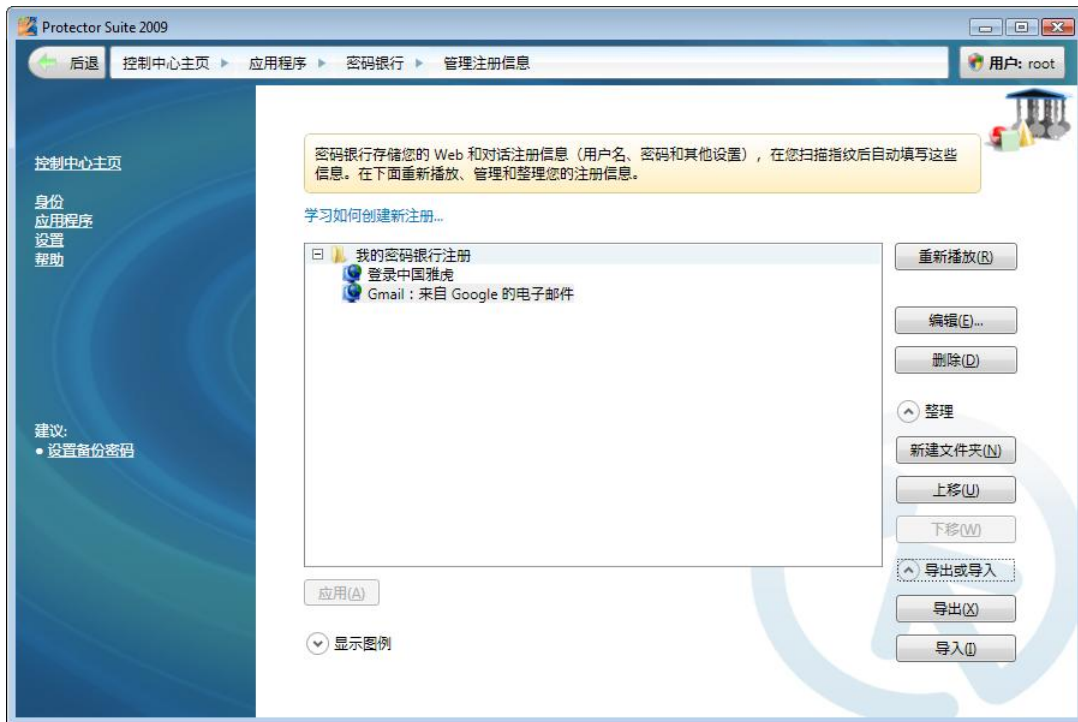 Protector Suite 2009
后退 控制中心主页 应用程序 密码银行 管理注册信息 用户: root
控制中心主页
身份
应用程序
设置
帮助
建议:
• 设置备份密码
密码银行存储您的 Web 和对话注册信息（用户名、密码和其他设置），在您扫描指纹后自动填写这些
信息。在下面重新播放、管理和整理您的注册信息。
学习如何创建新注册...
我的密码银行注册
登录中国雅虎
Gmail：来自 Google 的电子邮件
重新播放(R)
编辑(E)...
删除(D)
整理
新建文件夹(N)
上移(U)
下移(W)
导出或导入
导出(X)
导入(I)
应用(A)
显示图例